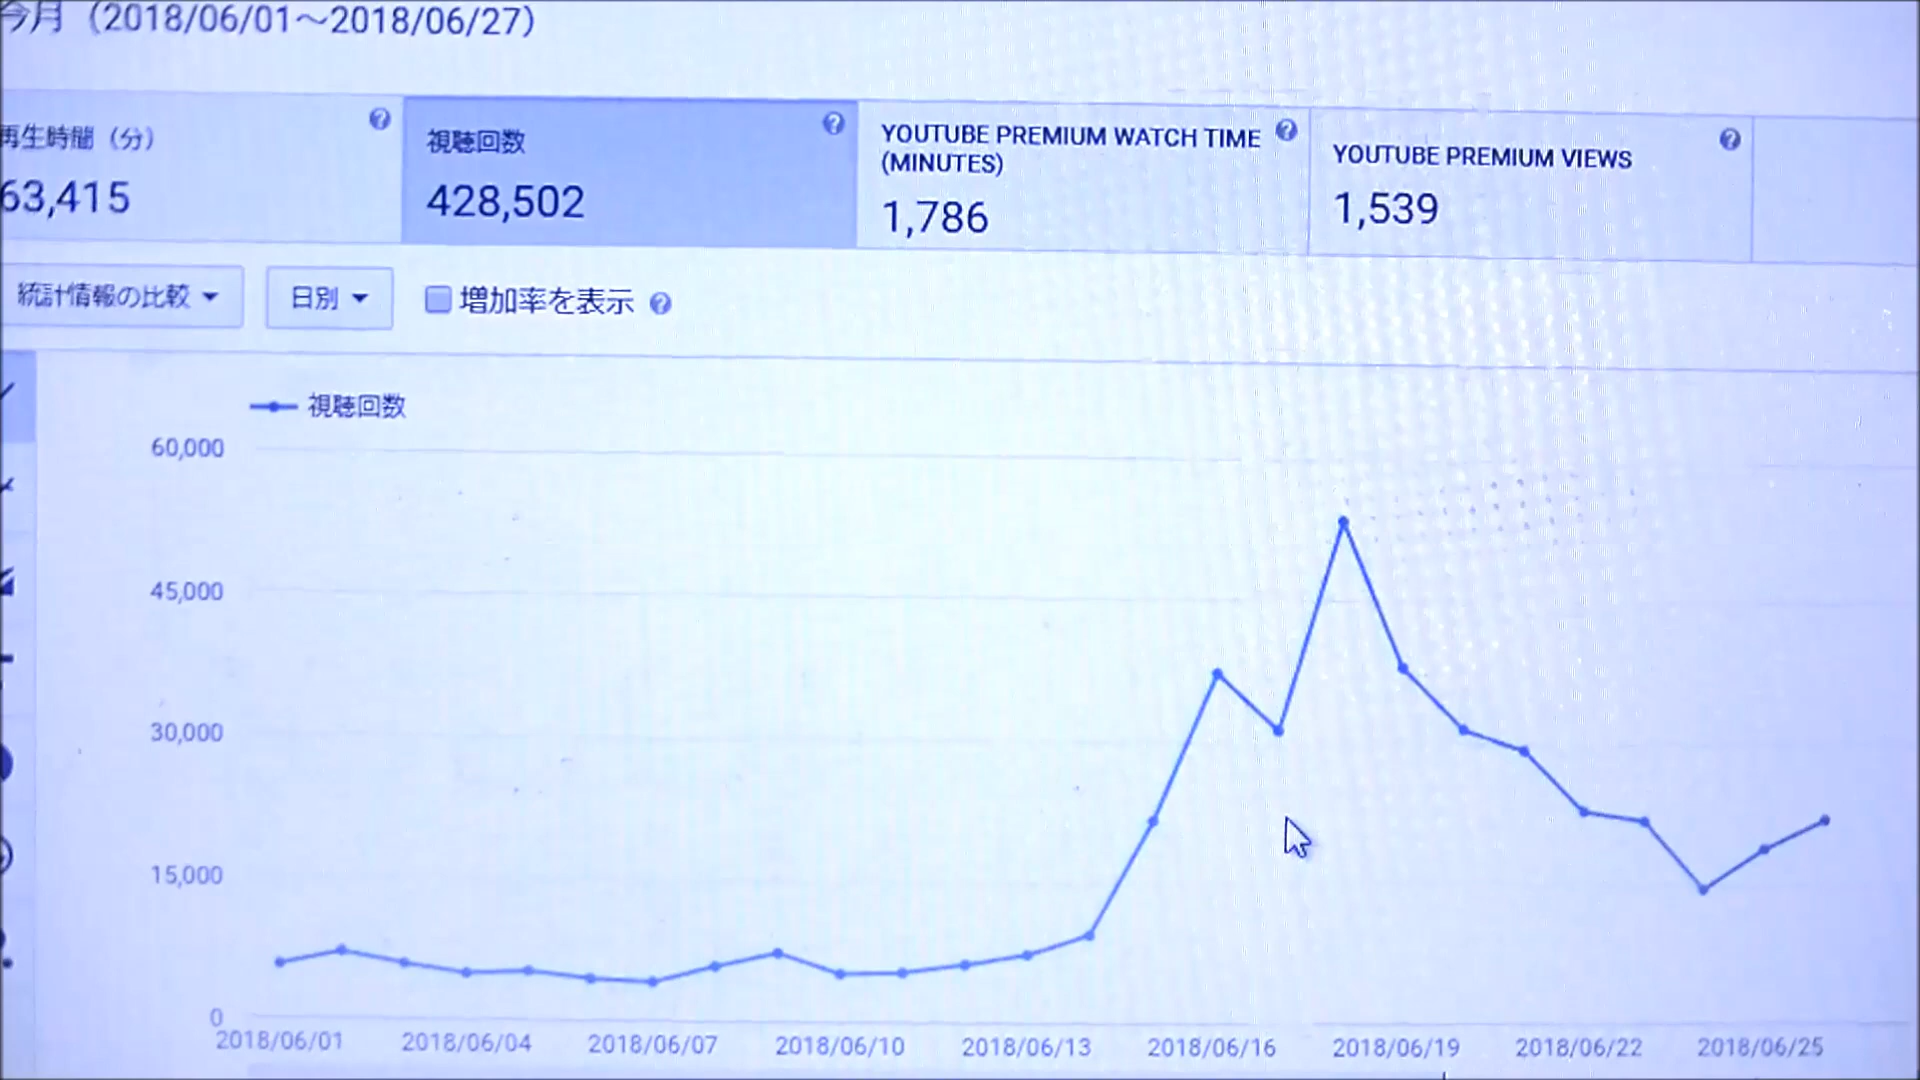 今月（2018/06/01～2018/06/27）
再生時間（分）
63,415
視聴回数
428,502
YOUTUBE PREMIUM WATCH TIME
(MINUTES)
1,786
YOUTUBE PREMIUM VIEWS
1,539
統計情報の比較
日別
増加率を表示
視聴回数
60,000
45,000
30,000
15,000
0
2018/06/01 2018/06/04 2018/06/07 2018/06/10 2018/06/13 2018/06/16 2018/06/19 2018/06/22 2018/06/25